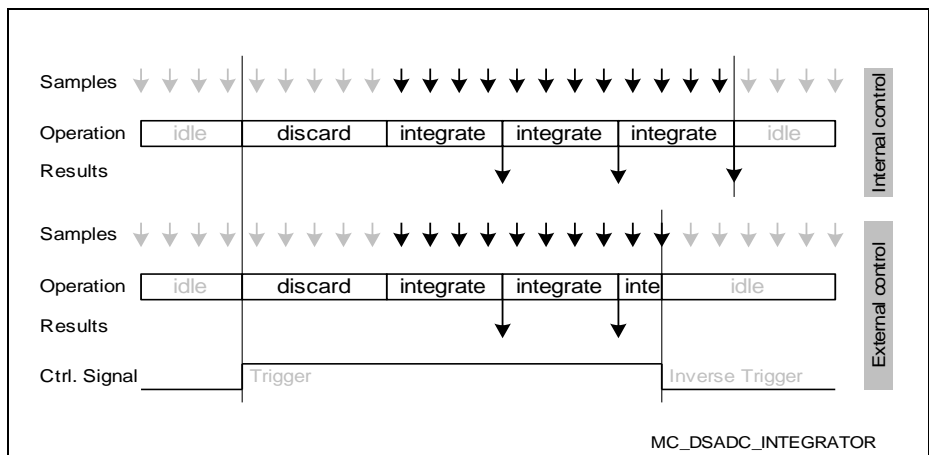 Samples
Operation idle discard integrate integrate integrate idle
Results
Internal control
Samples
Operation idle discard integrate integrate inte idle
Results
Ctrl. Signal Trigger Inverse Trigger
External control
MC_DSADC_INTEGRATOR